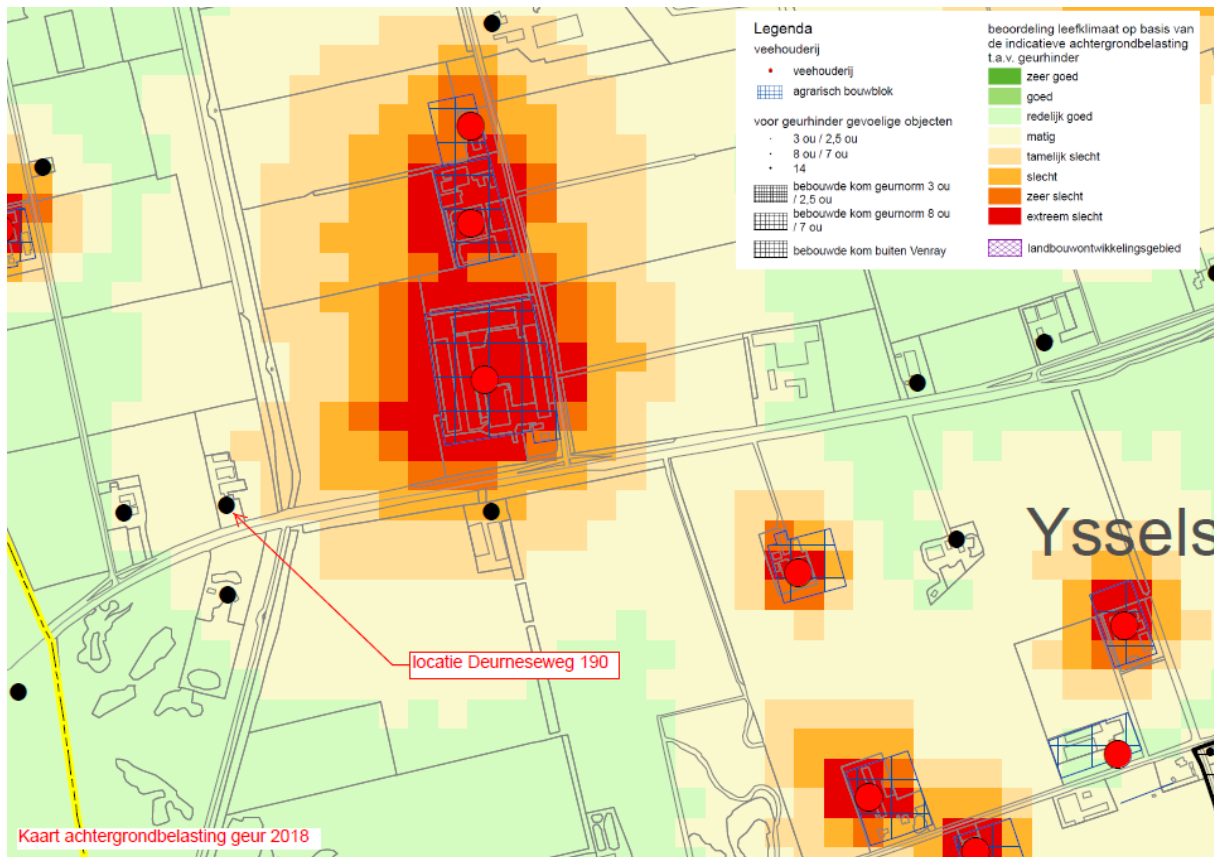 Legenda
veehouderij
veehouderij
agrarisch bouwblok
voor geurhinder gevoelige objecten
3 ou / 2,5 ou
8 ou / 7 ou
14
bebouwde kom geurnorm 3 ou
/ 2,5 ou
bebouwde kom geurnorm 8 ou
/ 7 ou
bebouwde kom buiten Venray
beoordeling leefklimaat op basis van
de indicatieve achtergrondbelasting
t.a.v. geurhinder
zeer goed
goed
redelijk goed
matig
tamelijk slecht
slecht
zeer slecht
extreem slecht
landbouwontwikkelingsgebied
Yssels
locatie Deurneseweg 190
Kaart achtergrondbelasting geur 2018